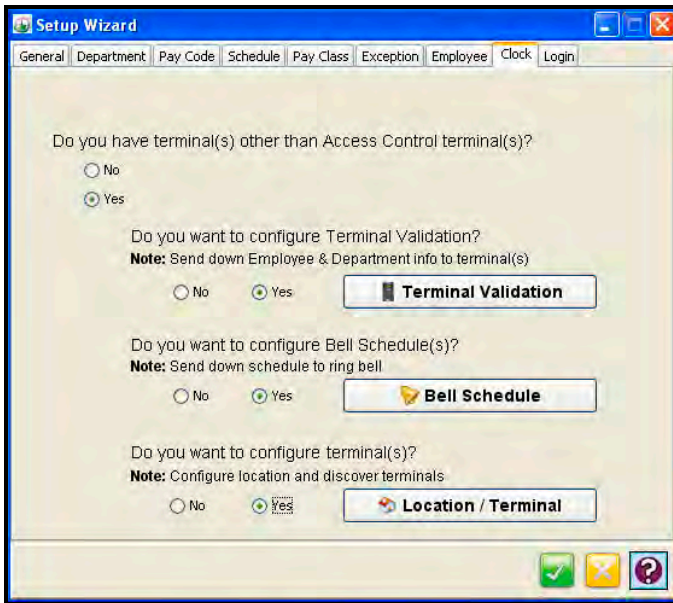 Setup Wizard
General Department Pay Code Schedule Pay Class Exception Employee Clock Login
Do you have terminal(s) other than Access Control terminal(s)?
No
Yes
Do you want to configure Terminal Validation?
Note: Send down Employee & Department info to terminal(s)
No Yes Terminal Validation
Do you want to configure Bell Schedule(s)?
Note: Send down schedule to ring bell
No Yes Bell Schedule
Do you want to configure terminal(s)?
Note: Configure location and discover terminals
No Yes Location / Terminal
?